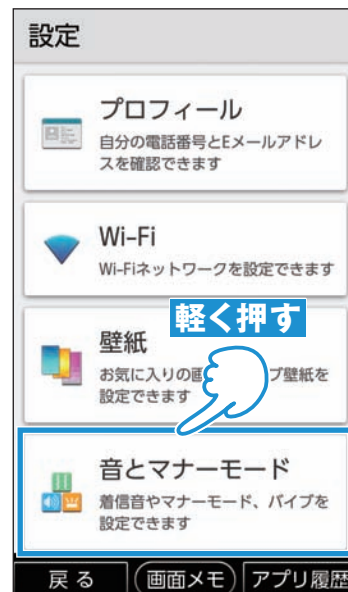 設定
プロフィール
自分の電話番号とEメールアドレ
スを確認できます
Wi-Fi
Wi-Fiネットワークを設定できます
軽く押す
壁紙
お気に入りの画 プ壁紙を
設定できます
音とマナーモード
着信音やマナーモード、バイブを
設定できます
戻る 画面メモ アプリ履歴